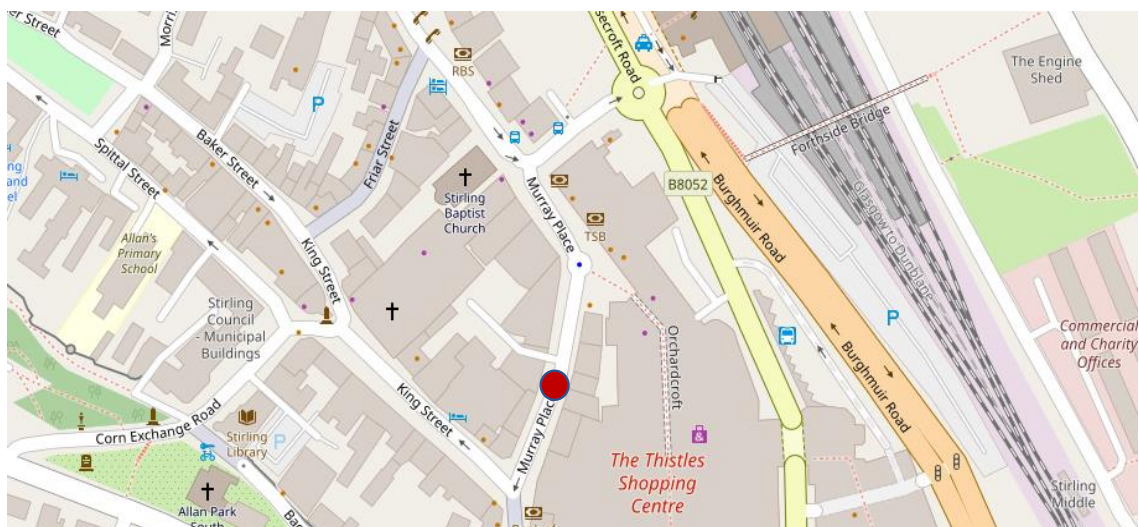 RBS
The Engine
Shed
Forthside Bridge
Baker Street
Friar Street
Spittal Street
Stirling
Baptist
Church
Murray Place
B8052
TSB
Burghmuir Road
Glasgow to Dunblane
Allan's
Primary
School
King Street
Stirling
Council
- Municipal
Buildings
P
P
P
Orchardcroft
Burghmuir Road
Commercial
and Charity
Offices
King Street
Murray Place
Corn Exchange Road
Stirling
Library
The Thistles
Shopping
Centre
Stirling
Middle
Allan Park
South